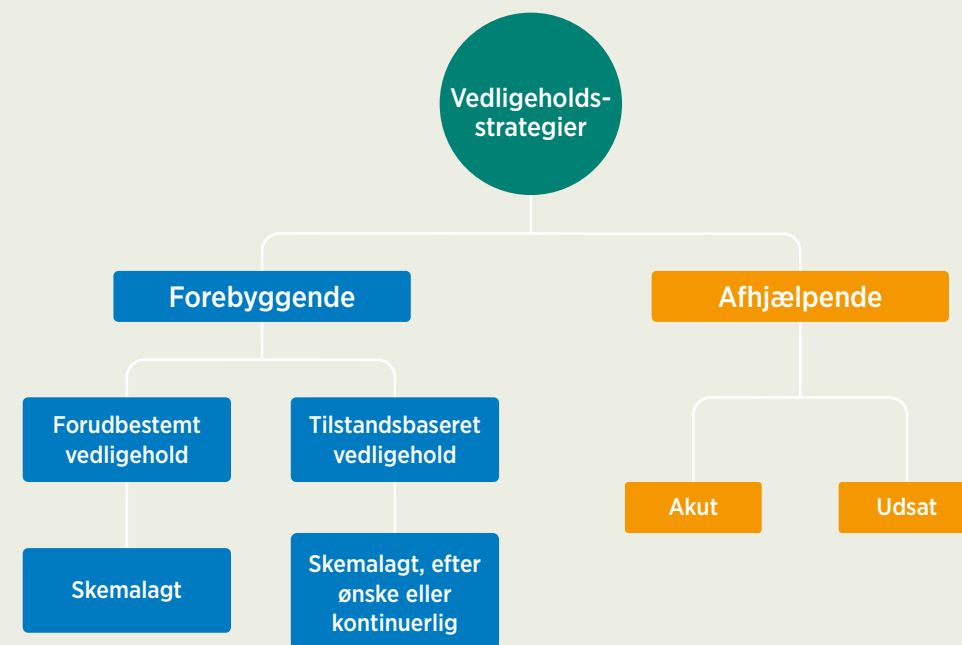 Vedligeholds-
strategier
Forebyggende
Afhjælpende
Forudbestemt
vedligehold
Tilstandsbaseret
vedligehold
Akut
Udsat
Skemalagt
Skemalagt, efter
ønske eller
kontinuerlig